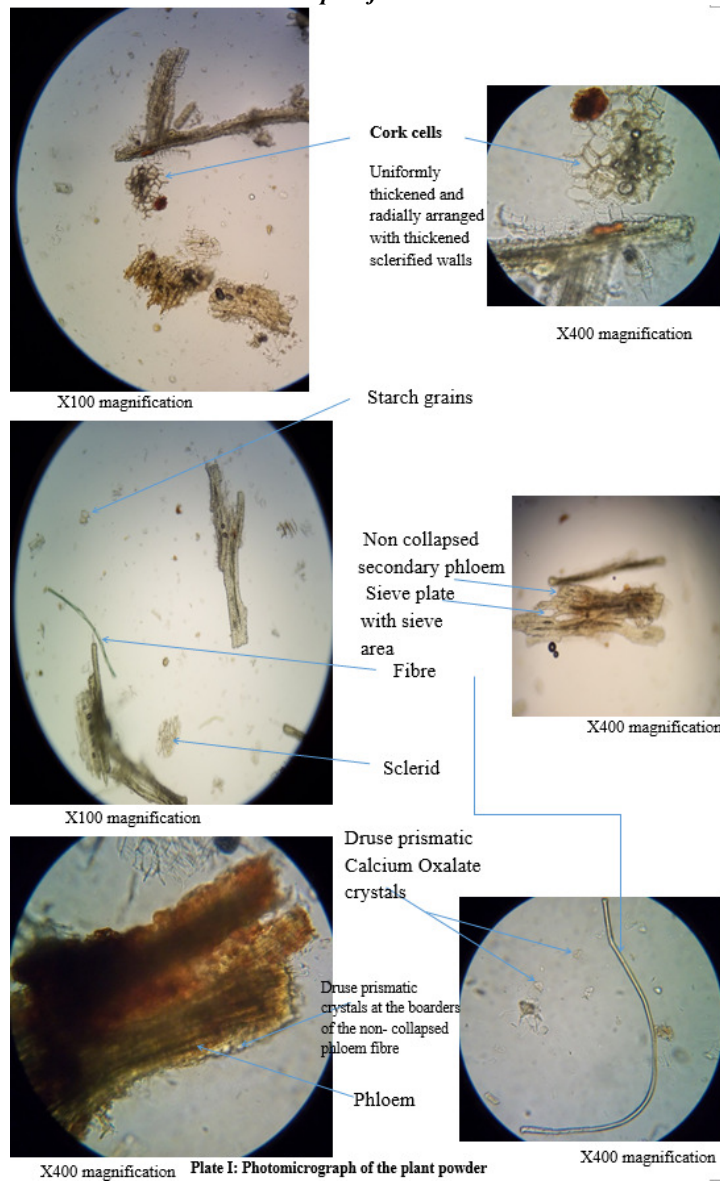 Cork cells
Uniformly
thickened and
radially arranged
with thickened
sclerified walls
X400 magnification
X100 magnification
Starch grains
Non collapsed
secondary phloem
Sieve plate
with sieve
area
Fibre
X400 magnification
Sclerid
X100 magnification
Druse prismatic
Calcium Oxalate
crystals
Druse prismatic
crystals at the boarders
of the non- collapsed
phloem fibre
Phloem
X400 magnification
X400 magnification
Plate I: Photomicrograph of the plant powder